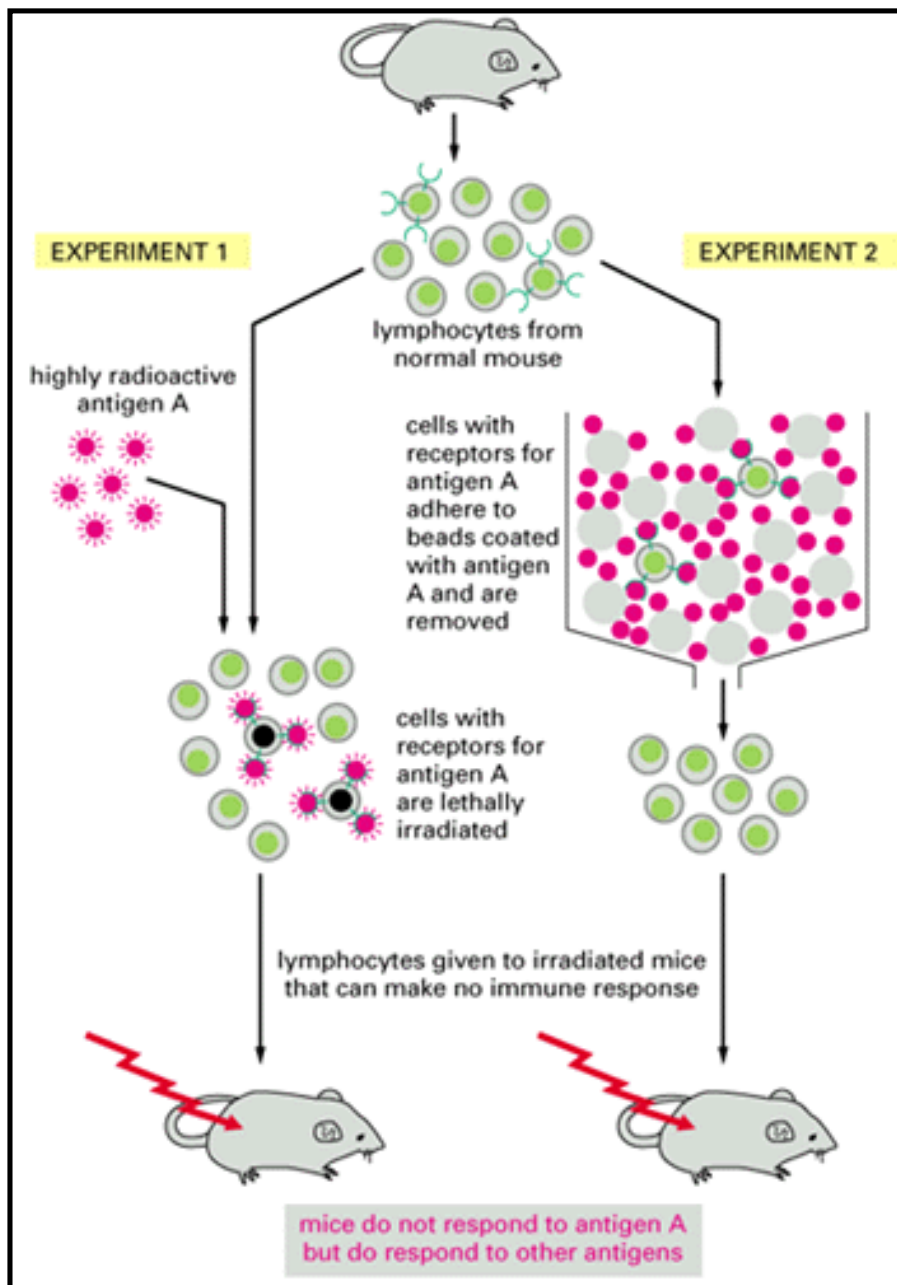 EXPERIMENT 1
EXPERIMENT 2
lymphocytes from
normal mouse
highly radioactive
antigen A
cells with
receptors for
antigen A
adhere to
beads coated
with antigen
A and are
removed
cells with
receptors for
antigen A
are lethally
irradiated
lymphocytes given to irradiated mice
that can make no immune response
mice do not respond to antigen A
but do respond to other antigens